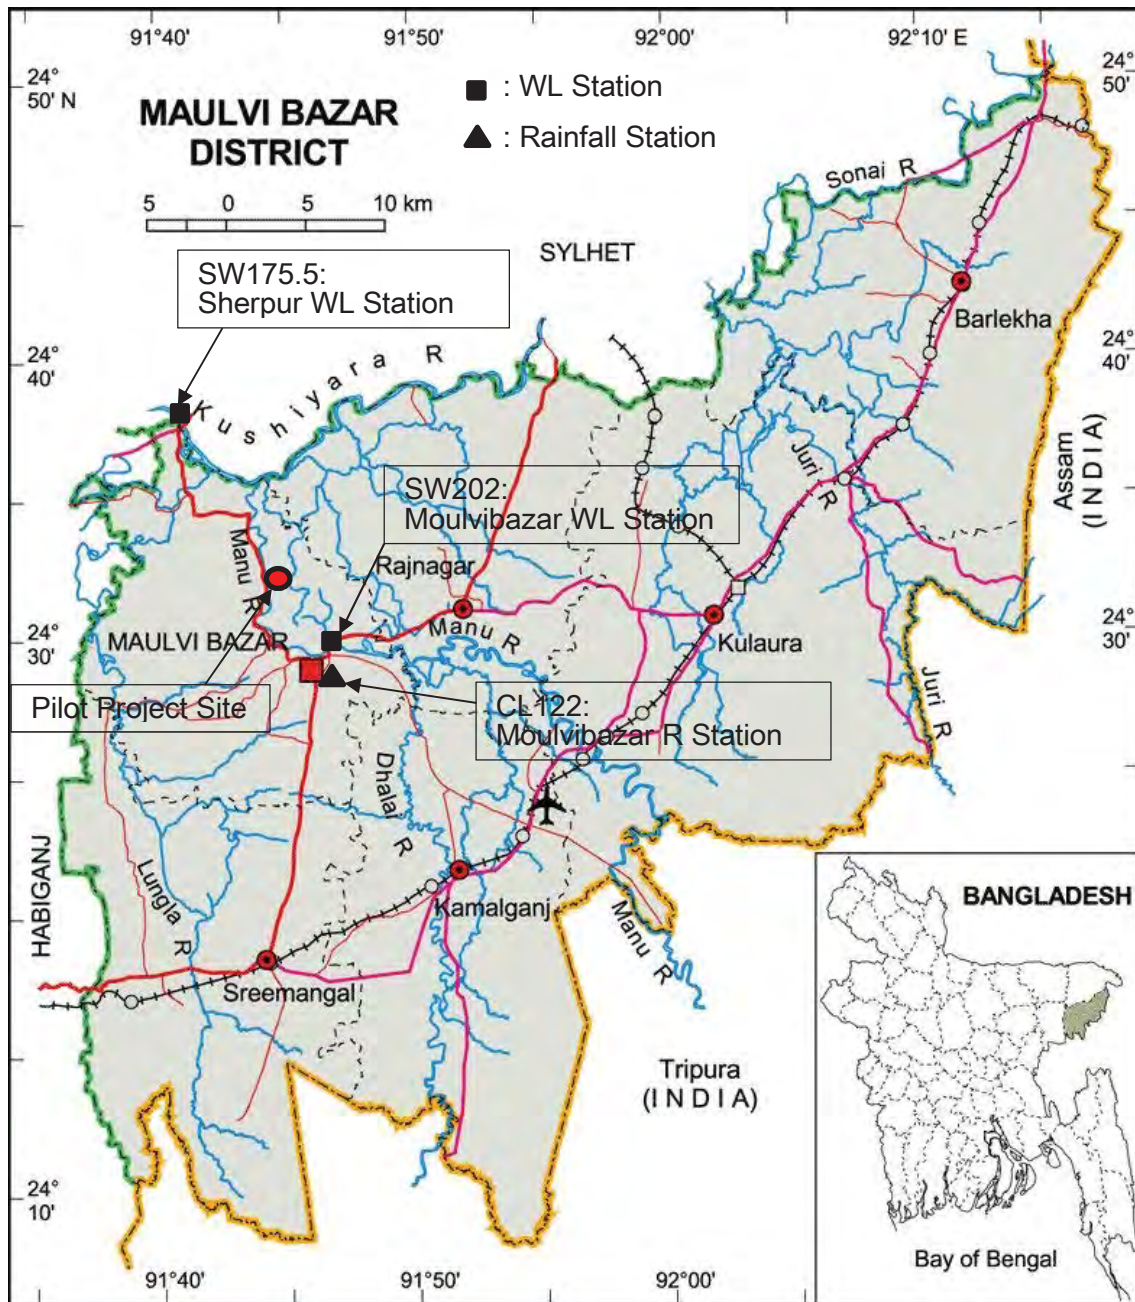 91°40' 91°50' 92°00' 92°10' E
24°50' N
24°50'
MAULVI BAZAR
DISTRICT
: WL Station
: Rainfall Station
5 0 5 10 km
Sonai R
SYLHET
SW175.5:
Sherpur WL Station
Barlekha
24°40'
24°40'
Kushiyara R
Assam
(INDIA)
Juri R
SW202:
Moulvibazar WL Station
Manu R
Rajnagar
Manu R
MAULVI BAZAR
Kulaura
24°30'
24°30'
Pilot Project Site
CL122:
Moulvibazar R Station
Juri R
Dhalai R
HABIGANJ
Lungla R
Kamalganj
Manu R
Sreemangal
BANGLADESH
Tripura
(INDIA)
24°10'
Bay of Bengal
91°40' 91°50' 92°00'